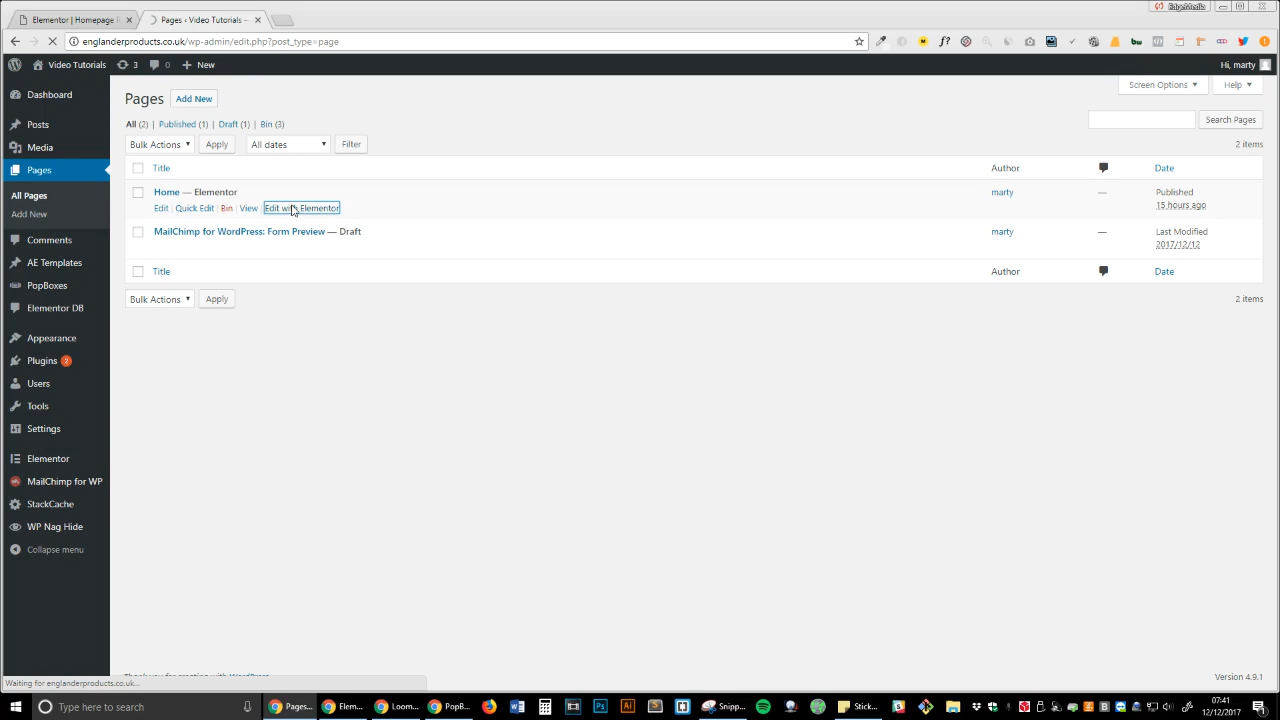 Elementor | Homepage
Pages ‹ Video Tutorials —
EdgeMedia
englanderproducts.co.uk/wp-admin/edit.php?post_type=page
Video Tutorials 3 0 New
Hi, marty
Screen Options Help
Dashboard
Posts
Media
Pages
All Pages
Add New
Comments
AE Templates
PopBoxes
Elementor DB
Appearance
Plugins 2
Users
Tools
Settings
Elementor
MailChimp for WP
StackCache
WP Nag Hide
Collapse menu
Pages Add New
All (2) | Published (1) | Draft (1) | Bin (3)
Search Pages
Bulk Actions Apply All dates Filter
2 items
Title Author Date
Home — Elementor marty — Published
Edit | Quick Edit | Bin | View | Edit with Elementor 15 hours ago
MailChimp for WordPress: Form Preview — Draft marty — Last Modified
2017/12/12
Title Author Date
Bulk Actions Apply
2 items
Version 4.9.1
Waiting for englanderproducts.co.uk...
Type here to search
Pages...
Elem...
Loom...
PopB...
Snipp...
Stick...
07:41
12/12/2017